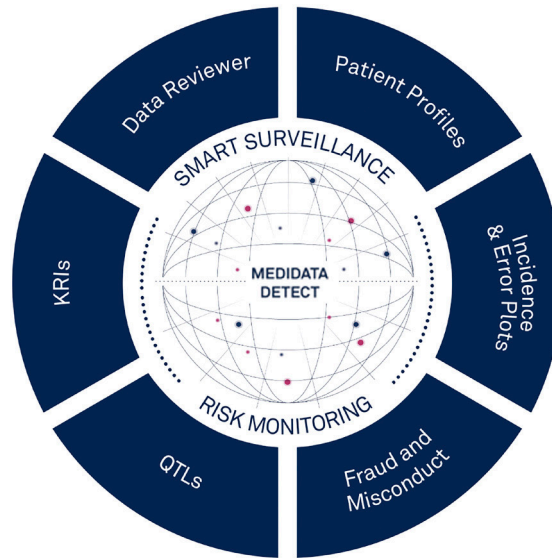 Data Reviewer
Patient Profiles
SMART SURVEILLANCE
KRIs
MEDIDATA
DETECT
Incidence
& Error Plots
RISK MONITORING
QTLs
Fraud and
Misconduct